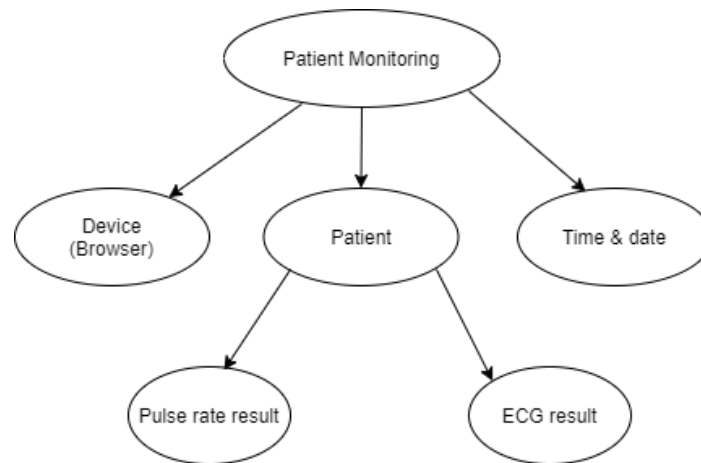 Patient Monitoring
Device
(Browser)
Patient
Time & date
Pulse rate result
ECG result